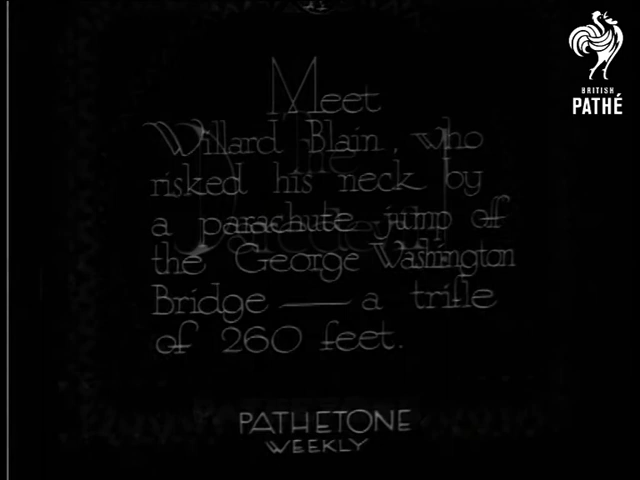 Meet
Willard Blain, who
risked his neck by
a parachute jump off
the George Washington
Bridge — a trifle
of 260 feet.
PATHETONE
WEEKLY
BRITISH
PATHÉ